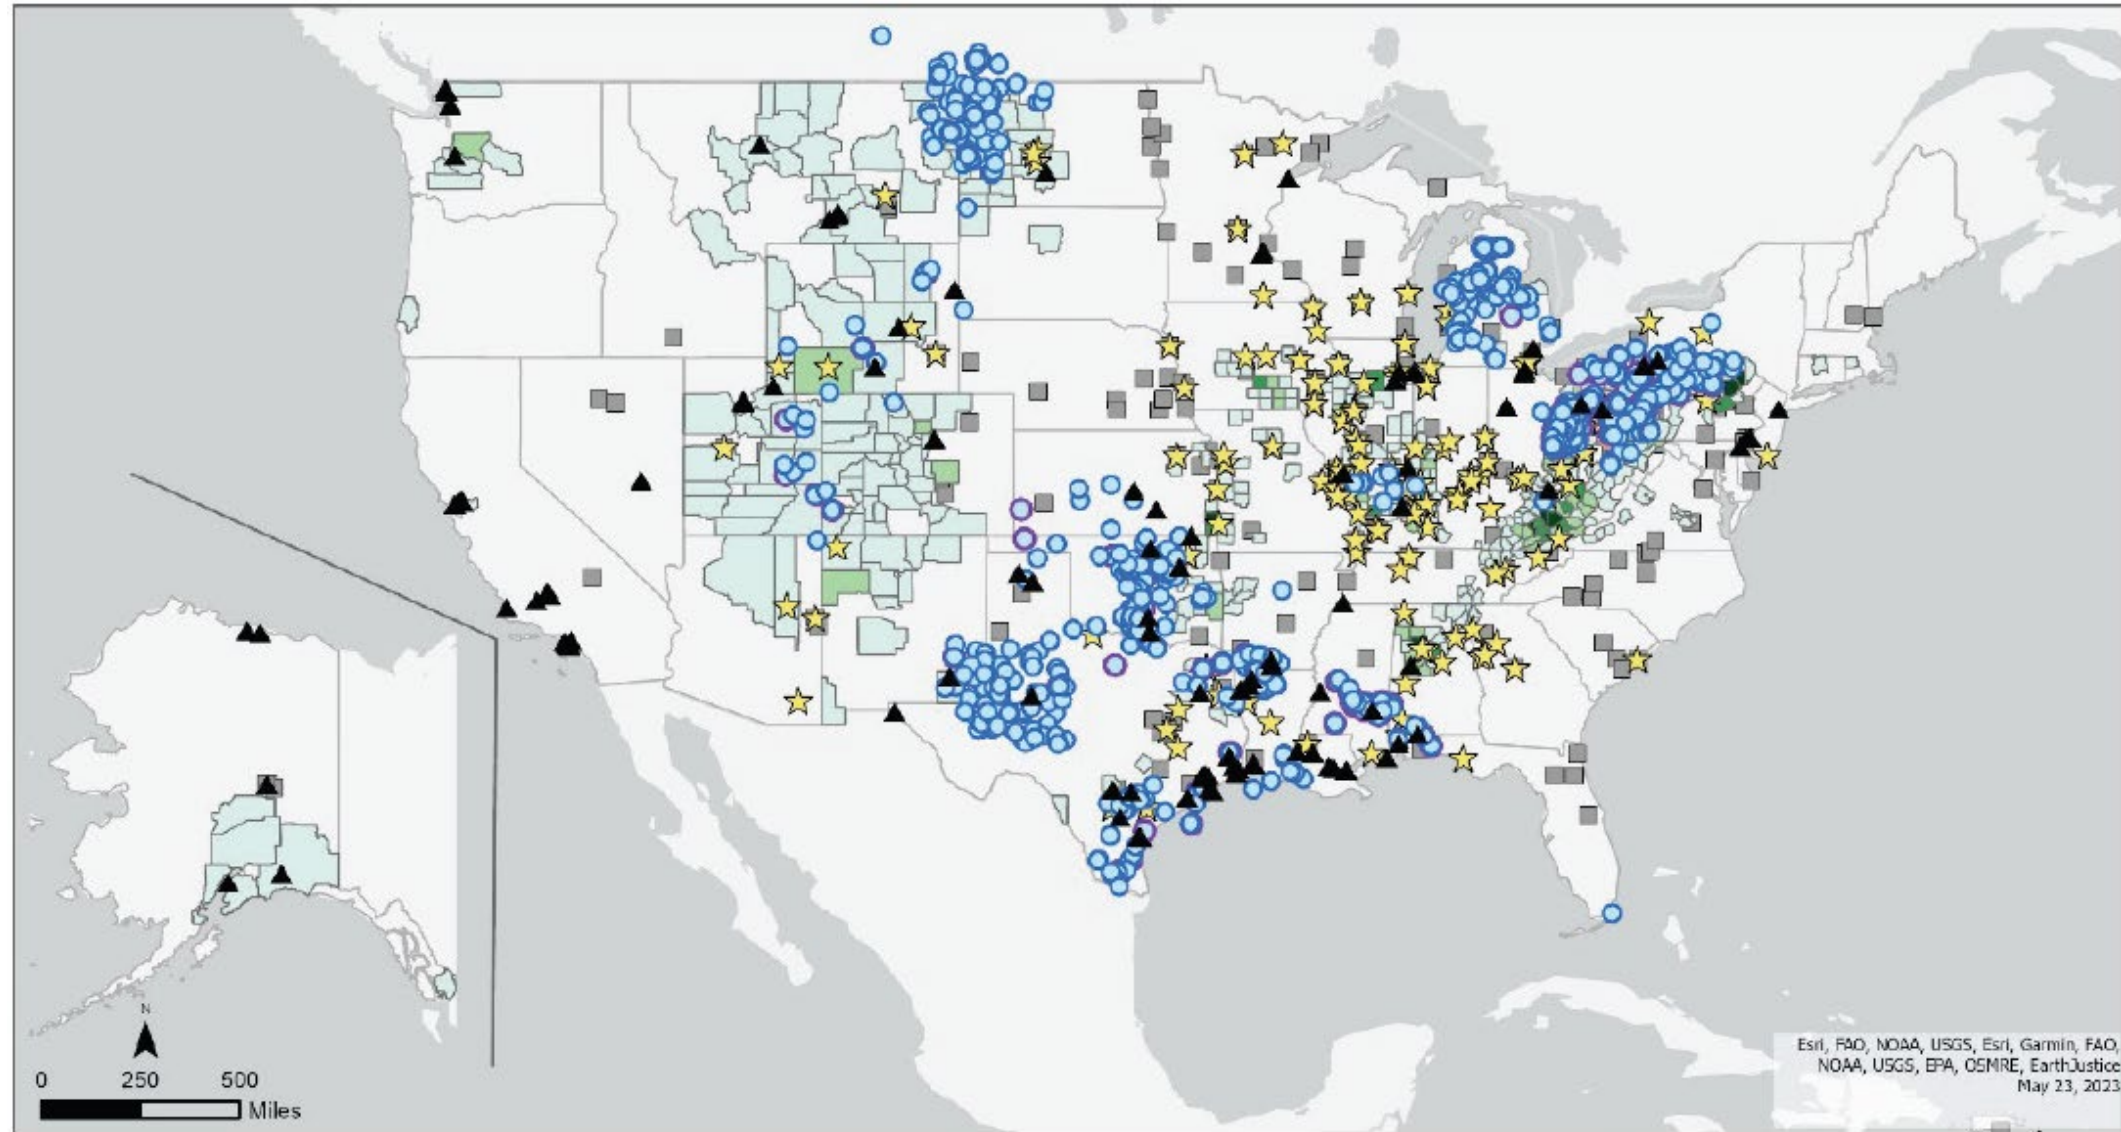 N
0 250 500
Miles
Esri, FAO, NOAA, USGS, Esri, Garmin, FAO,
NOAA, USGS, EPA, OSMRE, EarthJustice
May 23, 2023